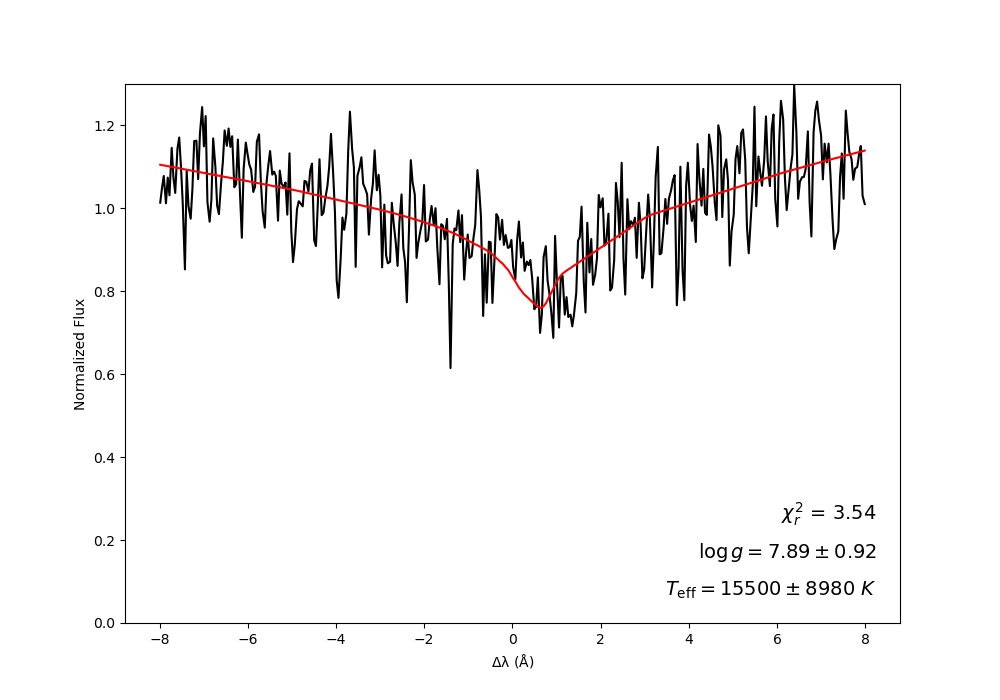 1.2
1.0
0.8
0.6
0.4
0.2
0.0
Normalized Flux
χ²ᵣ = 3.54
log g = 7.89 ± 0.92
T_eff = 15500 ± 8980 K
−8 −6 −4 −2 0 2 4 6 8
Δλ (Å)